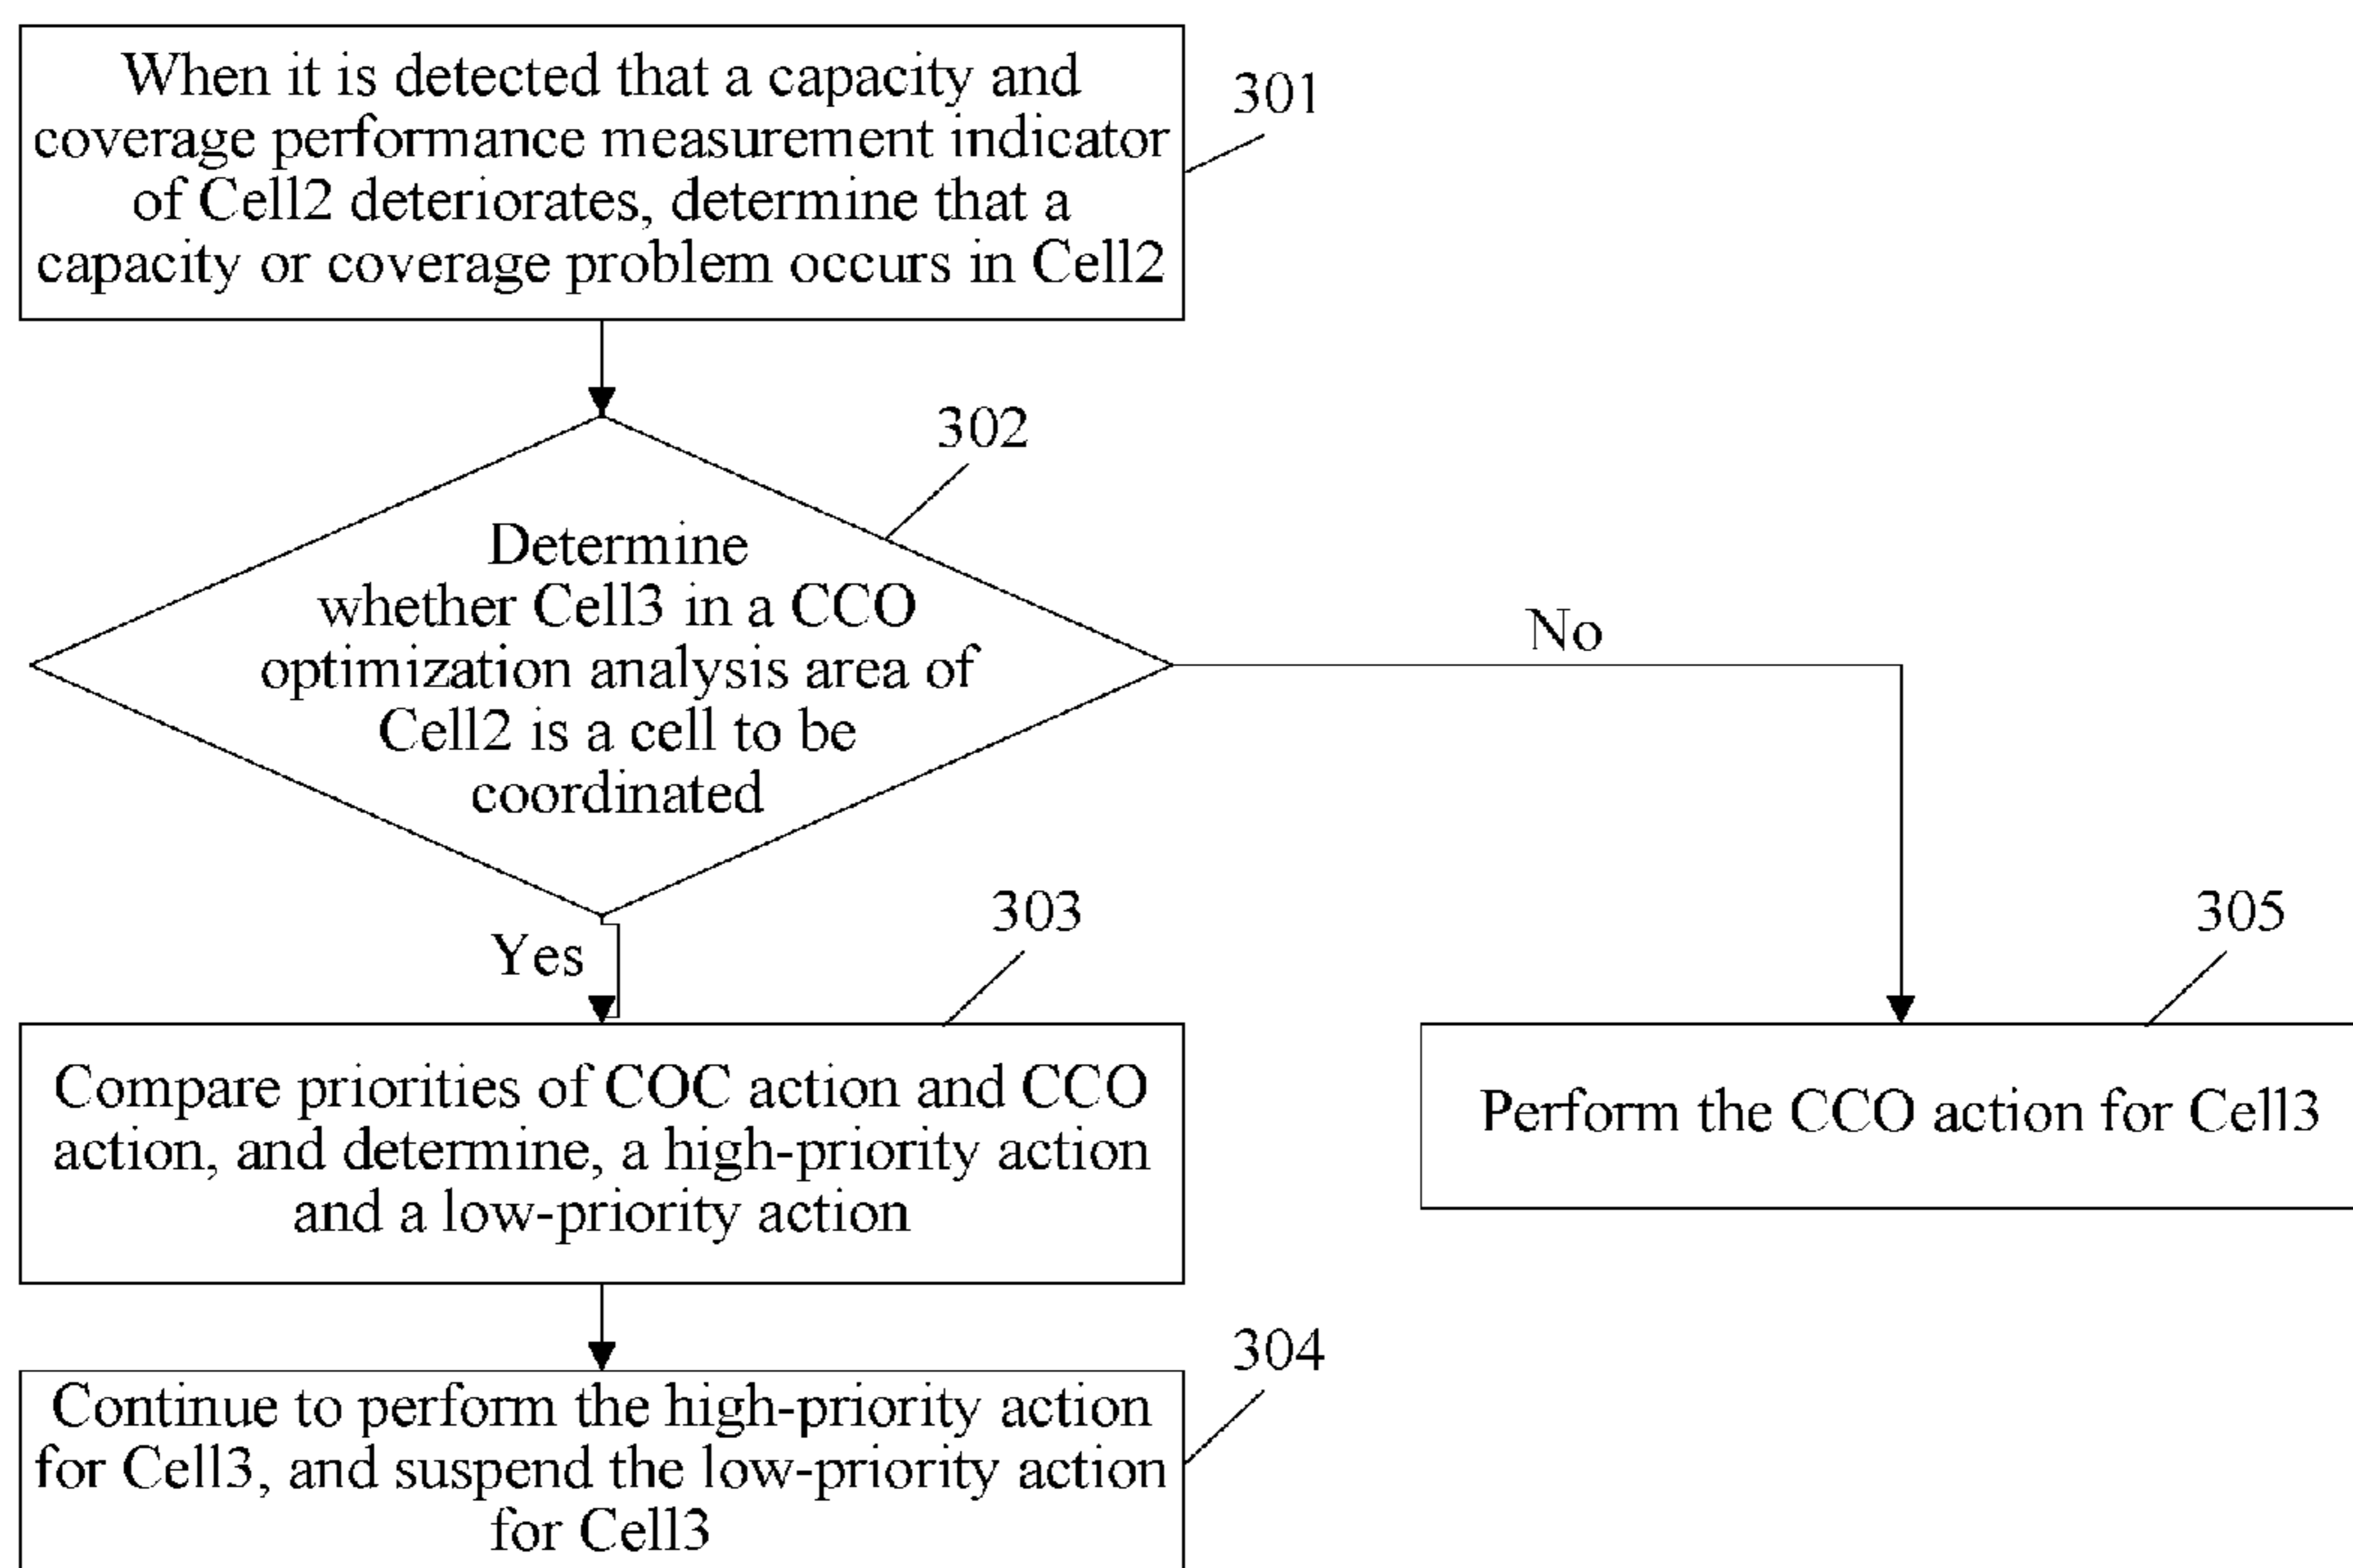 When it is detected that a capacity and
coverage performance measurement indicator
of Cell2 deteriorates, determine that a
capacity or coverage problem occurs in Cell2
301
302
Determine
whether Cell3 in a CCO
optimization analysis area of
Cell2 is a cell to be
coordinated
No
Yes
303
305
Compare priorities of COC action and CCO
action, and determine, a high-priority action
and a low-priority action
Perform the CCO action for Cell3
304
Continue to perform the high-priority action
for Cell3, and suspend the low-priority action
for Cell3